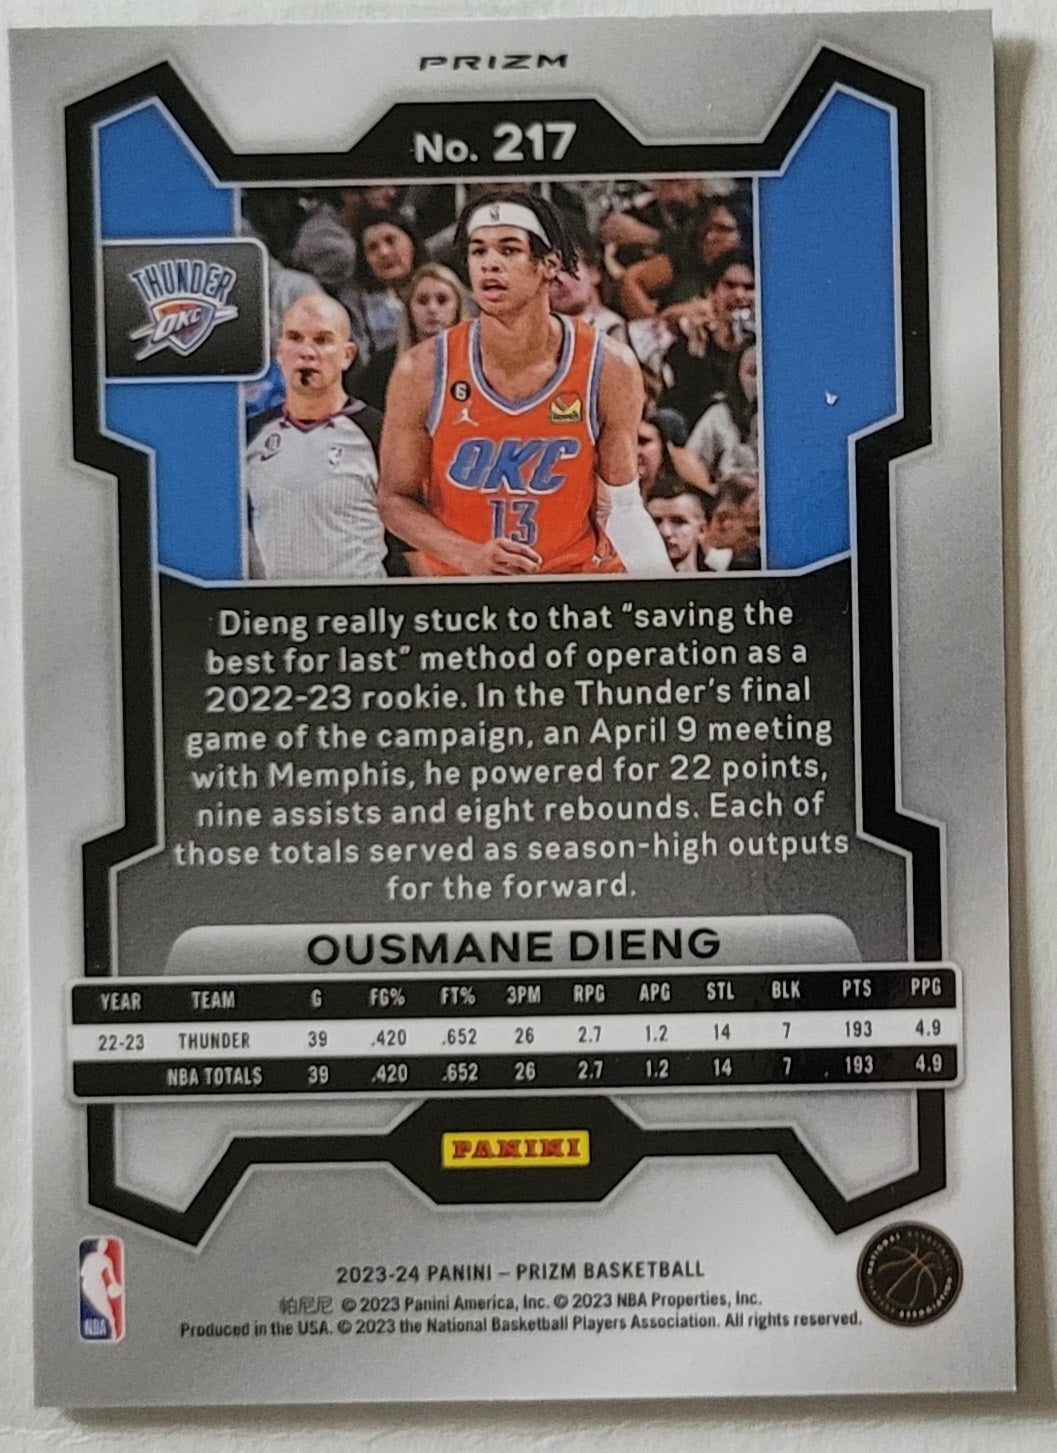 PRIZM
No. 217
THUNDER
OKC
6
OKC
13
Dieng really stuck to that "saving the
best for last" method of operation as a
2022-23 rookie. In the Thunder's final
game of the campaign, an April 9 meeting
with Memphis, he powered for 22 points,
nine assists and eight rebounds. Each of
those totals served as season-high outputs
for the forward.
OUSMANE DIENG
YEAR TEAM G FG% FT% 3PM RPG APG STL BLK PTS PPG
22-23 THUNDER 39 .420 .652 26 2.7 1.2 14 7 193 4.9
NBA TOTALS 39 .420 .652 26 2.7 1.2 14 7 193 4.9
PANINI
NBA
NATIONAL BASKETBALL
PLAYERS ASSOCIATION
2023-24 PANINI – PRIZM BASKETBALL
帕尼尼 © 2023 Panini America, Inc. © 2023 NBA Properties, Inc.
Produced in the USA. © 2023 the National Basketball Players Association. All rights reserved.